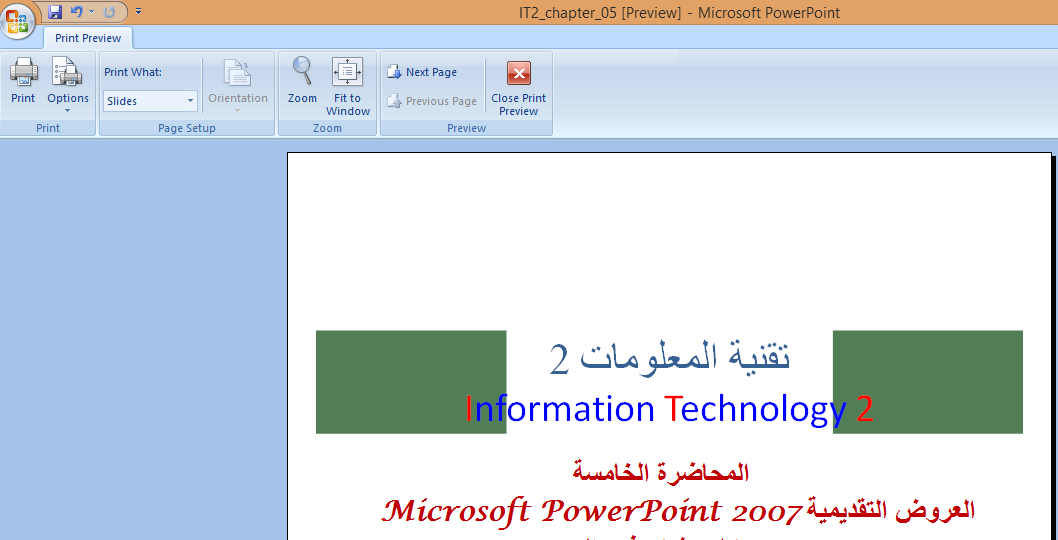 IT2_chapter_05 [Preview] - Microsoft PowerPoint
Print Preview
Print
Options
Print
Print What:
Slides
Orientation
Page Setup
Zoom
Fit to
Window
Zoom
Next Page
Previous Page
Close Print
Preview
Preview
تقنية المعلومات 2
Information Technology 2
المحاضرة الخامسة
العروض التقديمية Microsoft PowerPoint 2007